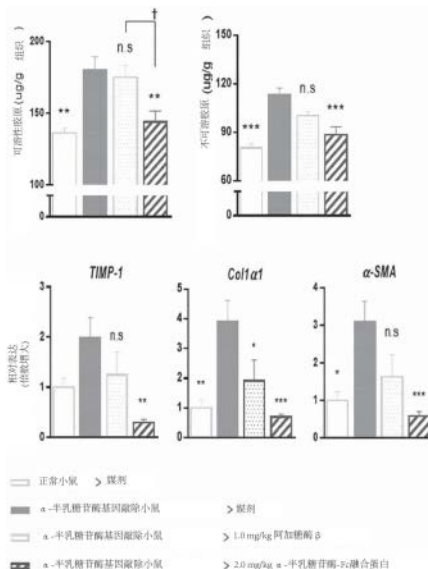 可溶性胶原 (ug/g 组织)
200
150
100
0
**
n.s
†
**
不可溶胶原 (ug/g 组织)
150
120
90
60
0
***
n.s
***
TIMP-1
Col1α1
α-SMA
相对表达
(倍数增大)
3
2
1
0
n.s
**
5
4
3
2
1
0
**
*
***
4
3
2
1
0
*
n.s
***
正常小鼠 > 媒剂
α-半乳糖苷酶基因敲除小鼠 > 媒剂
α-半乳糖苷酶基因敲除小鼠 > 1.0 mg/kg 阿加糖酶 β
α-半乳糖苷酶基因敲除小鼠 > 2.0 mg/kg α-半乳糖苷酶-Fc融合蛋白